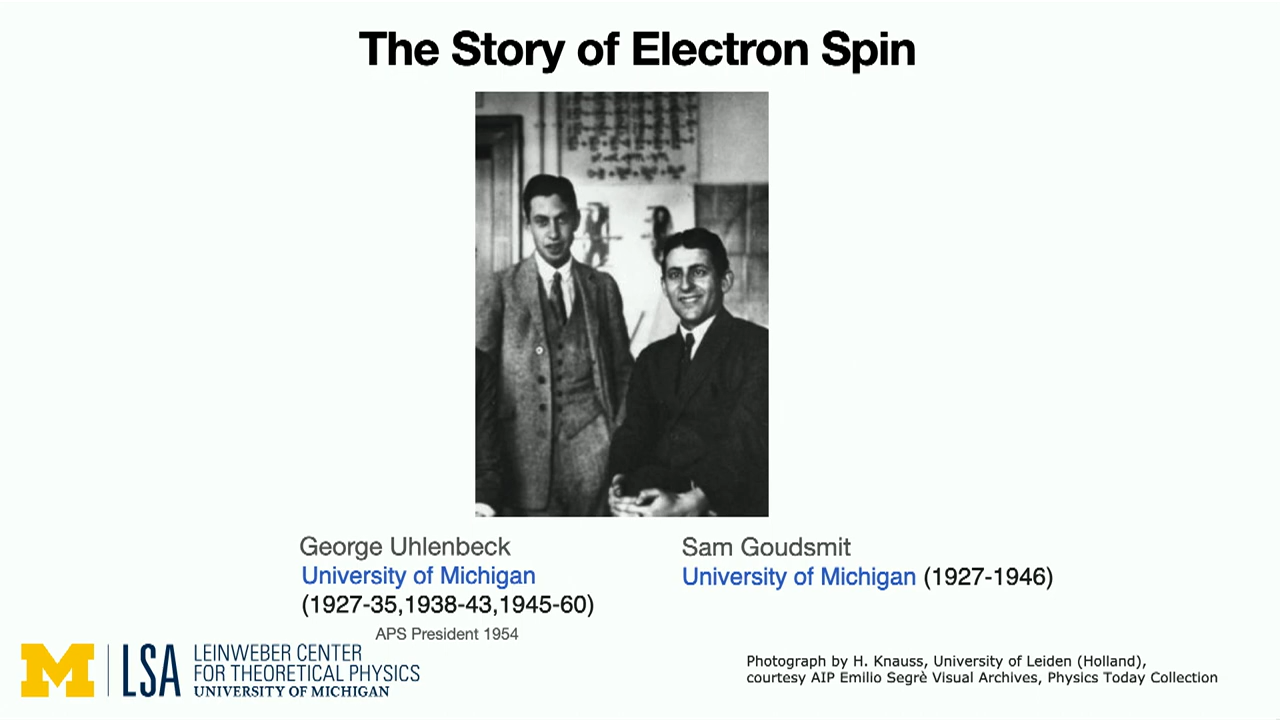 The Story of Electron Spin
George Uhlenbeck
University of Michigan
(1927-35,1938-43,1945-60)
APS President 1954
Sam Goudsmit
University of Michigan (1927-1946)
M LSA
LEINWEBER CENTER
FOR THEORETICAL PHYSICS
UNIVERSITY OF MICHIGAN
Photograph by H. Knauss, University of Leiden (Holland),
courtesy AIP Emilio Segrè Visual Archives, Physics Today Collection